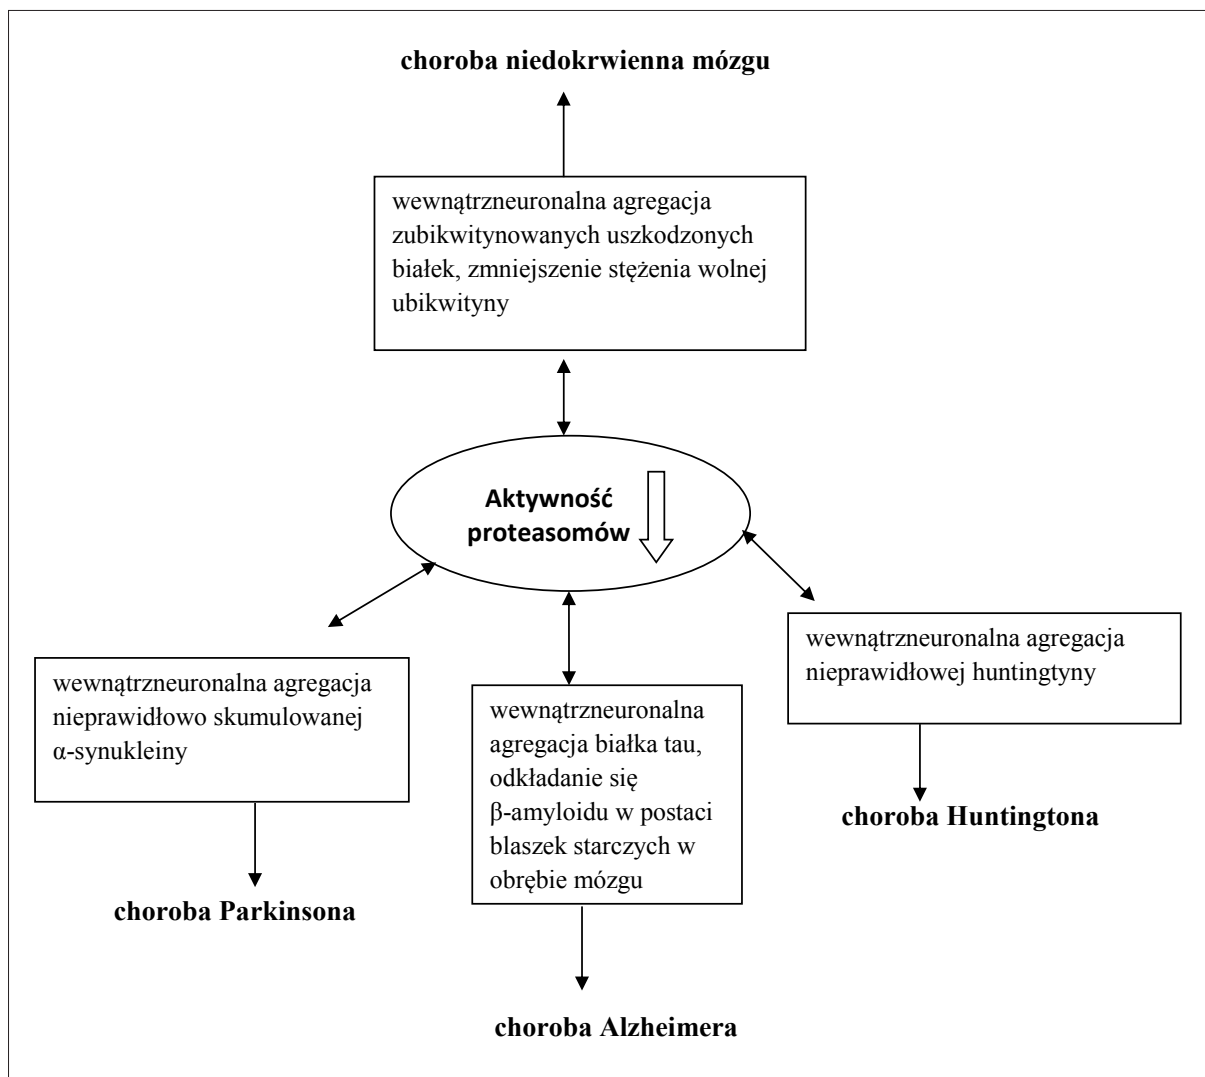 choroba niedokrwienna mózgu
wewnątrzneuronalna agregacja
zubikwitynowanych uszkodzonych
białek, zmniejszenie stężenia wolnej
ubikwityny
Aktywność
proteasomów
wewnątrzneuronalna agregacja
nieprawidłowo skumulowanej
α-synukleiny
choroba Parkinsona
wewnątrzneuronalna
agregacja białka tau,
odkładanie się
β-amyloidu w postaci
blaszek starczych w
obrębie mózgu
choroba Alzheimera
wewnątrzneuronalna agregacja
nieprawidłowej huntingtyny
choroba Huntingtona